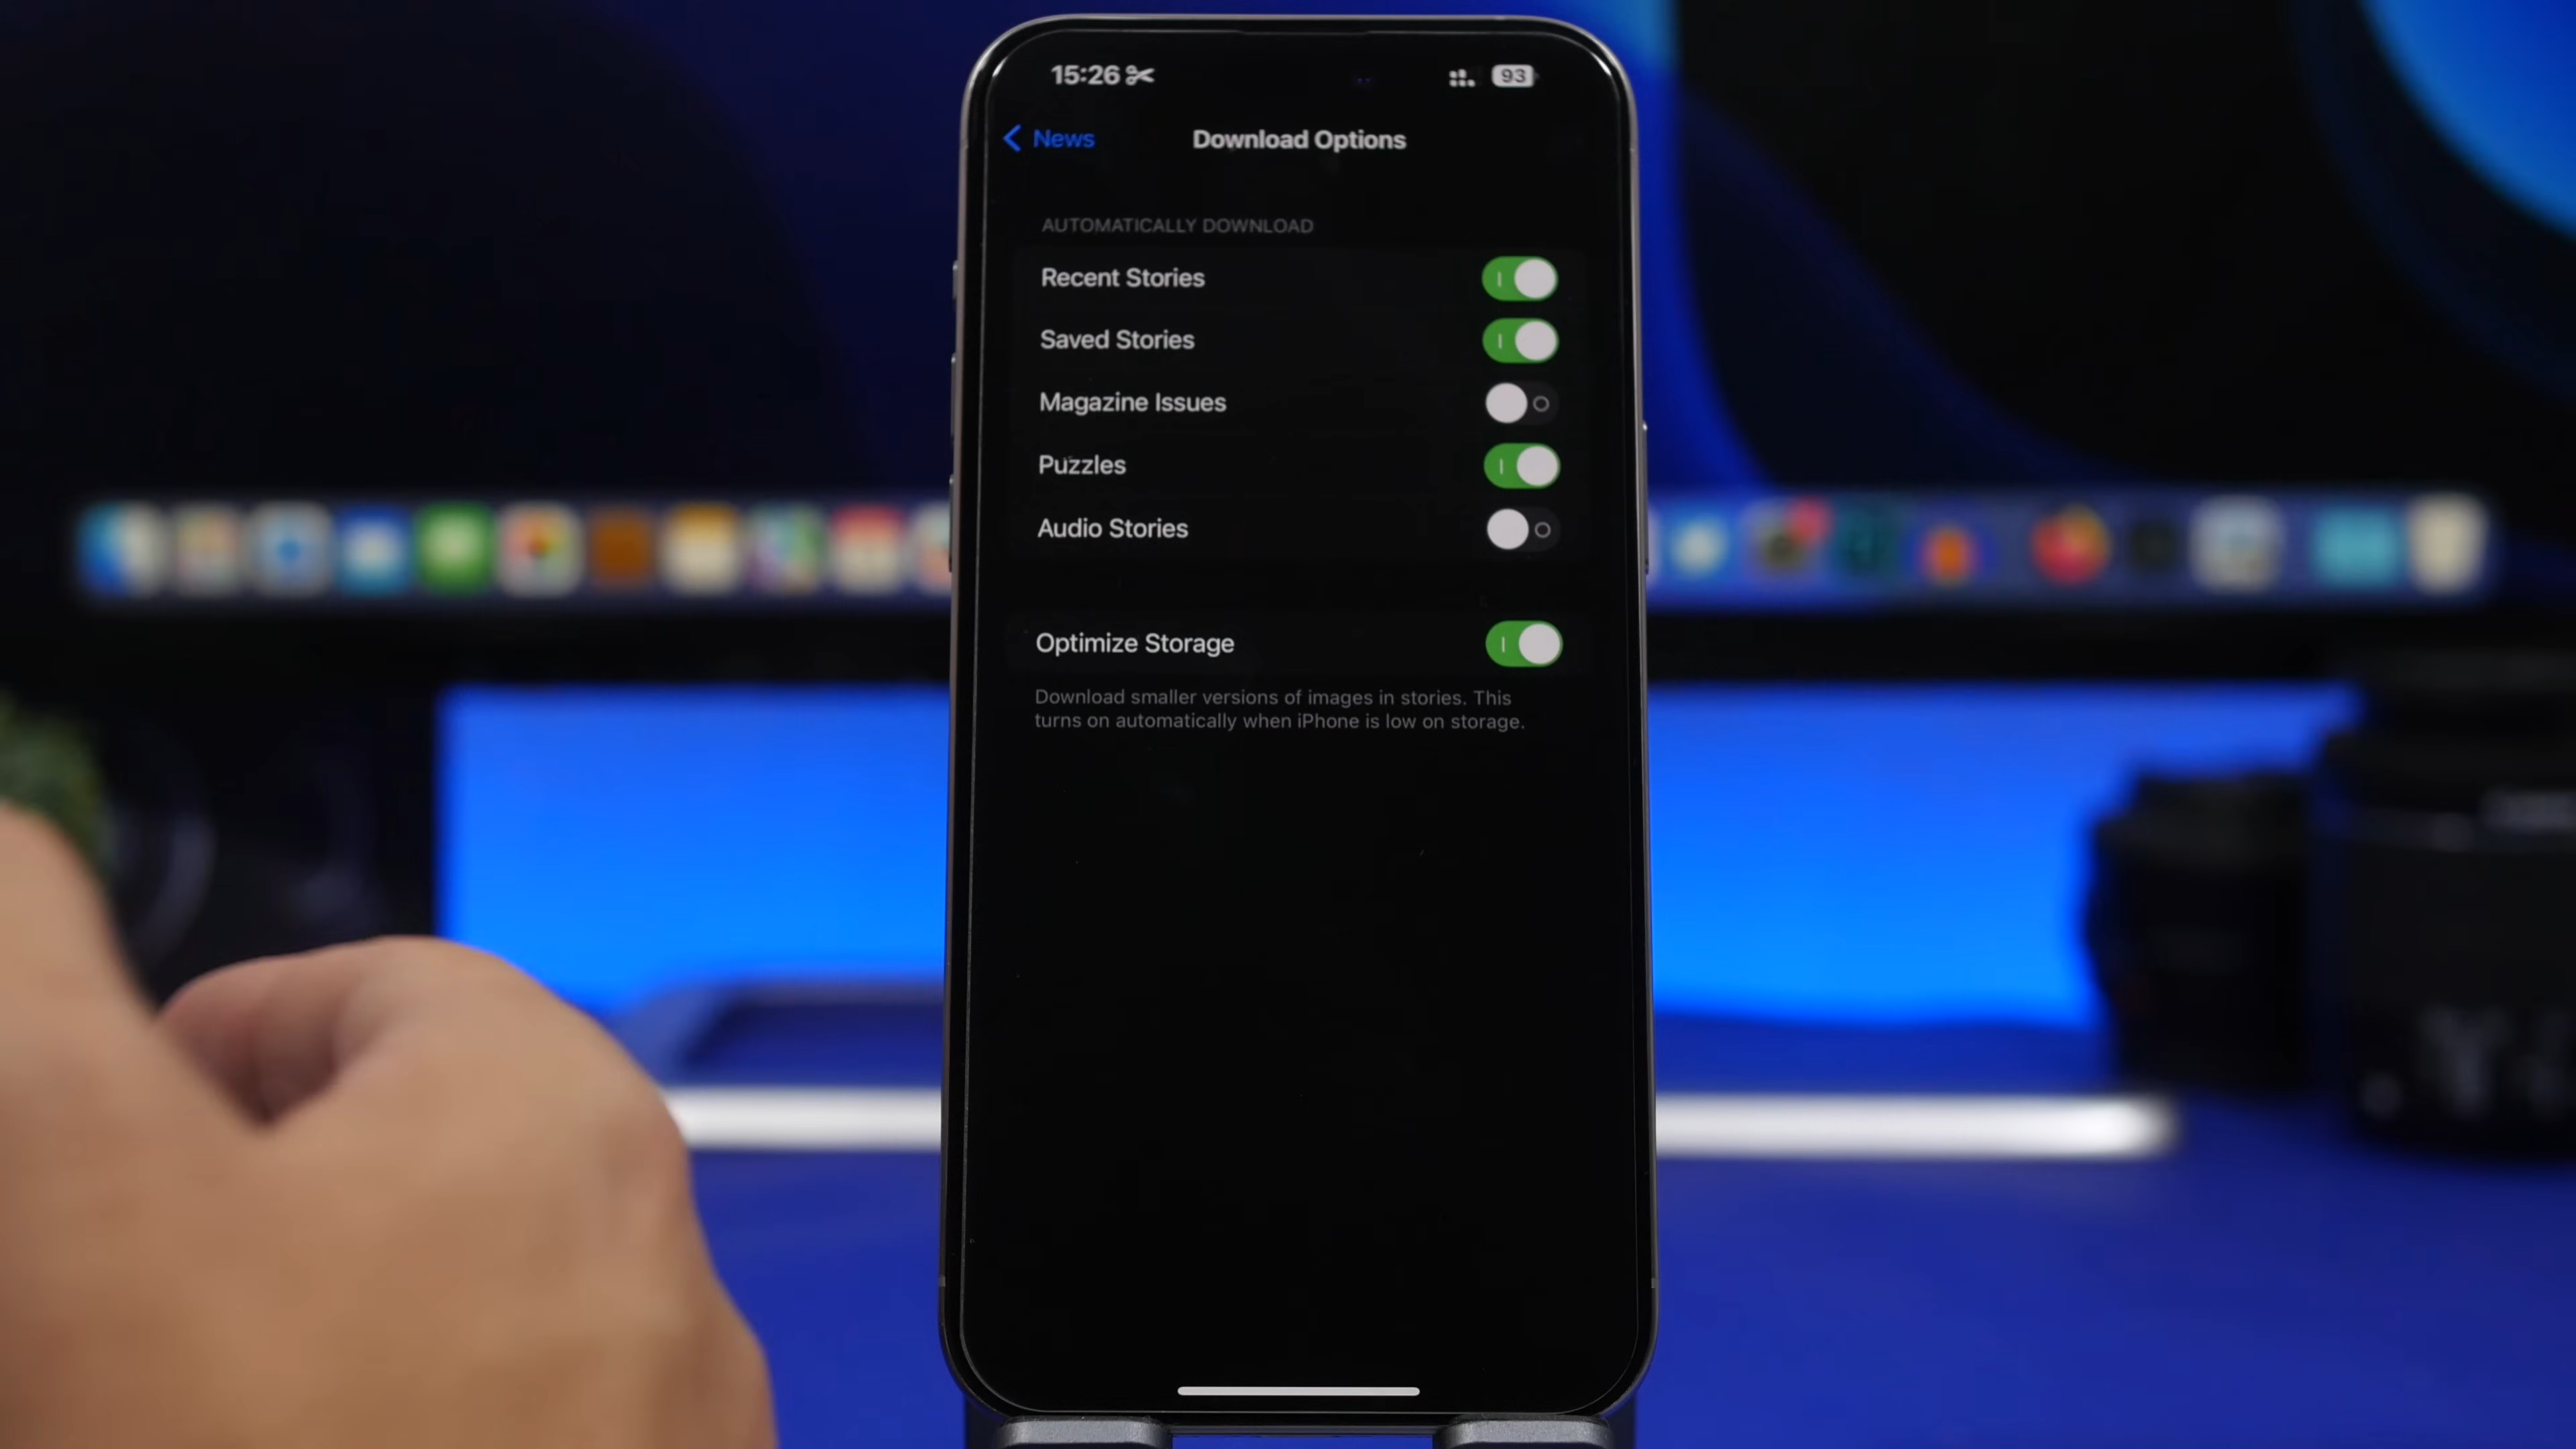 15:26
93
News
Download Options
AUTOMATICALLY DOWNLOAD
Recent Stories
Saved Stories
Magazine Issues
Puzzles
Audio Stories
Optimize Storage
Download smaller versions of images in stories. This
turns on automatically when iPhone is low on storage.